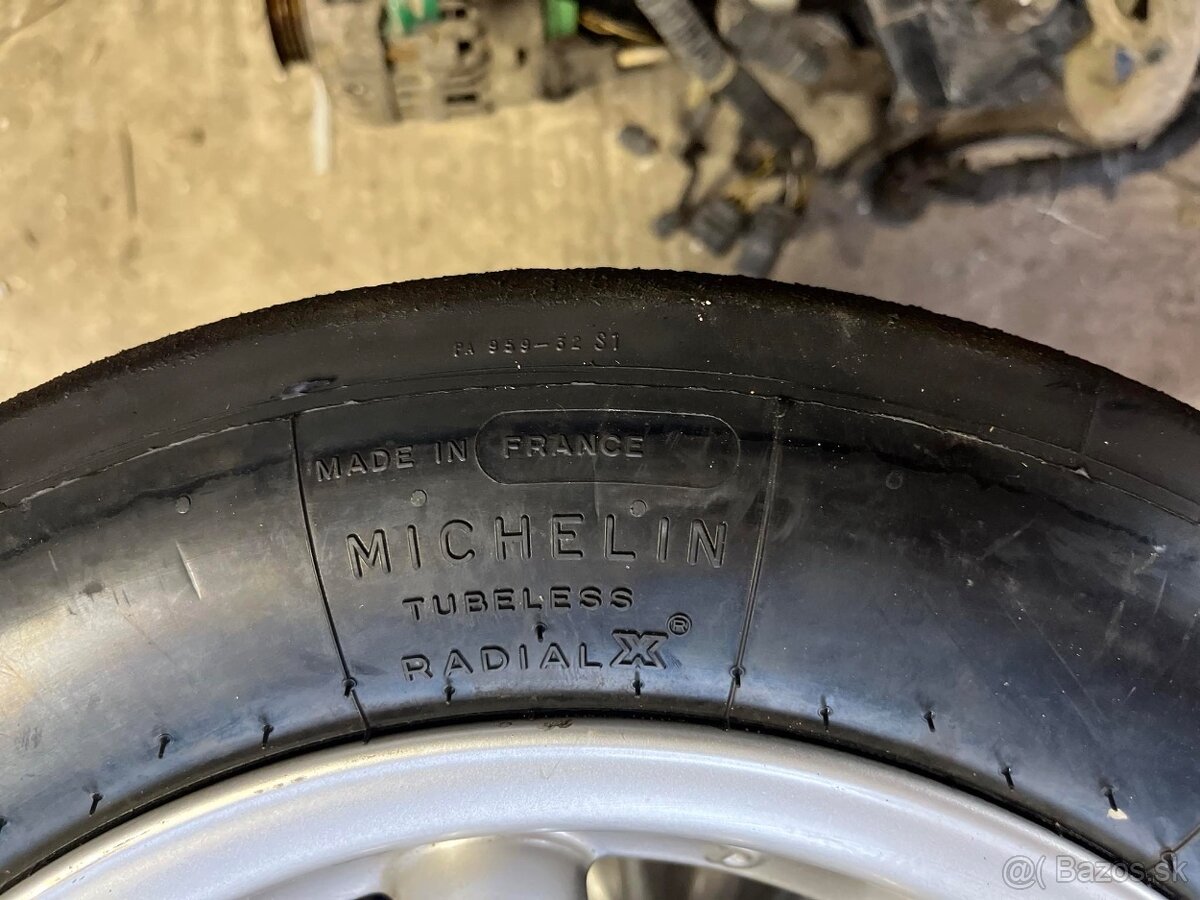 PA 959-52 S1
MADE IN FRANCE
MICHELIN
TUBELESS
RADIAL X®
@( Bazos.sk